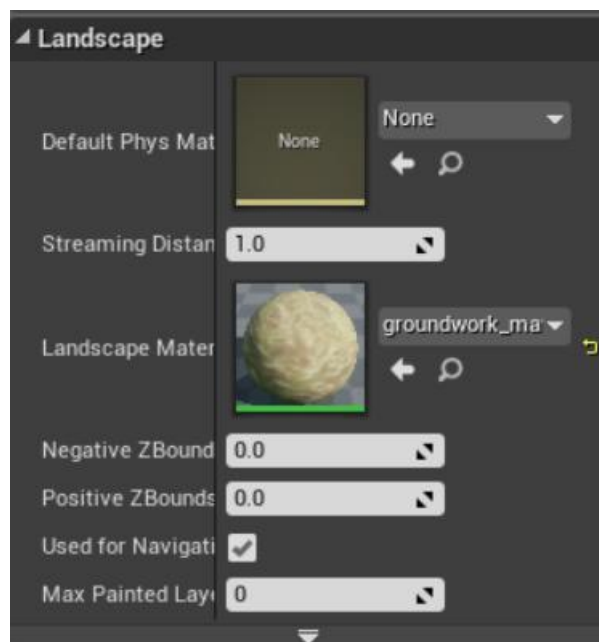 Landscape
Default Phys Mat
None
None
Streaming Distan
1.0
Landscape Mater
groundwork_ma
Negative ZBound
0.0
Positive ZBounds
0.0
Used for Navigati
Max Painted Lay
0